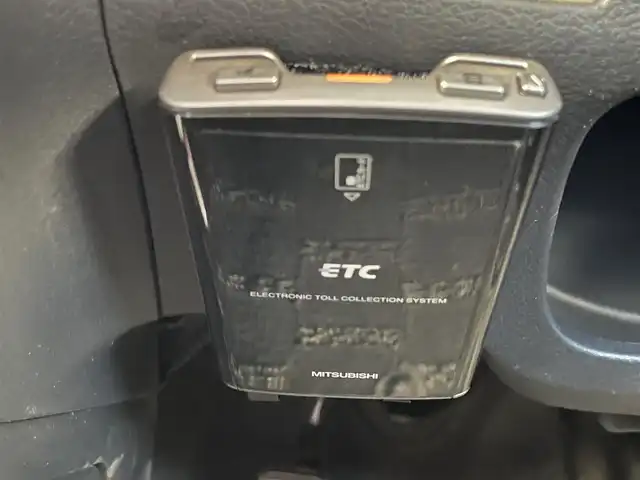 ETC
ELECTRONIC TOLL COLLECTION SYSTEM
MITSUBISHI